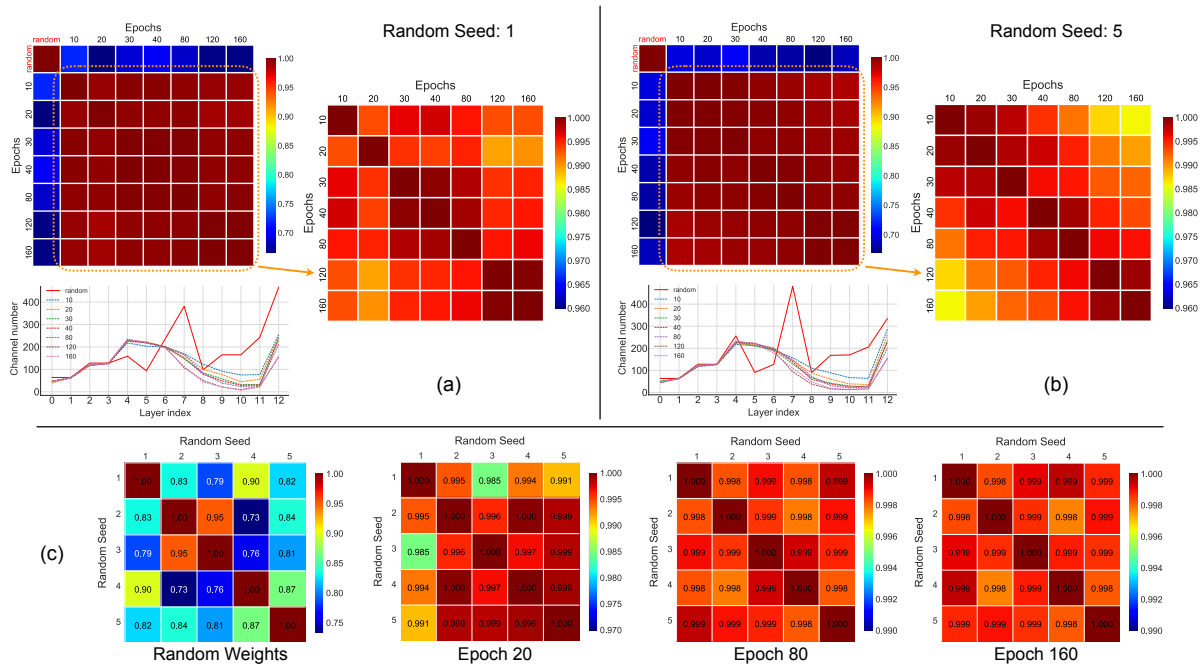 Epochs
random 10 20 30 40 80 120 160
random
10
20
30
40
80
120
160
Epochs
1.00
0.95
0.90
0.85
0.80
0.75
0.70
Random Seed: 1
Epochs
10 20 30 40 80 120 160
10
20
30
40
80
120
160
Epochs
1.000
0.995
0.990
0.985
0.980
0.975
0.970
0.965
0.960
Channel number
400
300
200
100
0
random
10
20
30
40
80
120
160
0 1 2 3 4 5 6 7 8 9 10 11 12
Layer index
(a)
Epochs
random 10 20 30 40 80 120 160
random
10
20
30
40
80
120
160
Epochs
1.00
0.95
0.90
0.85
0.80
0.75
0.70
Random Seed: 5
Epochs
10 20 30 40 80 120 160
10
20
30
40
80
120
160
Epochs
1.000
0.995
0.990
0.985
0.980
0.975
0.970
0.965
0.960
Channel number
400
300
200
100
0
random
10
20
30
40
80
120
160
0 1 2 3 4 5 6 7 8 9 10 11 12
Layer index
(b)
(c)
Random Seed
1 2 3 4 5
Random Seed
1 1.00 0.83 0.79 0.90 0.82
2 0.83 1.00 0.95 0.73 0.84
3 0.79 0.95 1.00 0.76 0.81
4 0.90 0.73 0.76 1.00 0.87
5 0.82 0.84 0.81 0.87 1.00
1.00
0.95
0.90
0.85
0.80
0.75
Random Weights
Random Seed
1 2 3 4 5
Random Seed
1 1.000 0.995 0.985 0.994 0.991
2 0.995 1.000 0.996 1.000 0.999
3 0.985 0.996 1.000 0.997 0.999
4 0.994 1.000 0.997 1.000 0.999
5 0.991 0.999 0.999 0.999 1.000
1.000
0.995
0.990
0.985
0.980
0.975
0.970
Epoch 20
Random Seed
1 2 3 4 5
Random Seed
1 1.000 0.998 0.999 0.999 0.999
2 0.998 1.000 0.999 0.998 0.999
3 0.999 0.999 1.000 0.999 0.999
4 0.999 0.998 0.999 1.000 0.999
5 0.999 0.999 0.999 0.999 1.000
1.000
0.998
0.996
0.994
0.992
0.990
Epoch 80
Random Seed
1 2 3 4 5
Random Seed
1 1.000 0.998 0.999 0.999 0.999
2 0.998 1.000 0.999 0.998 0.999
3 0.999 0.999 1.000 0.999 0.999
4 0.999 0.998 0.999 1.000 0.998
5 0.999 0.999 0.999 0.998 1.000
1.000
0.998
0.996
0.994
0.992
0.990
Epoch 160